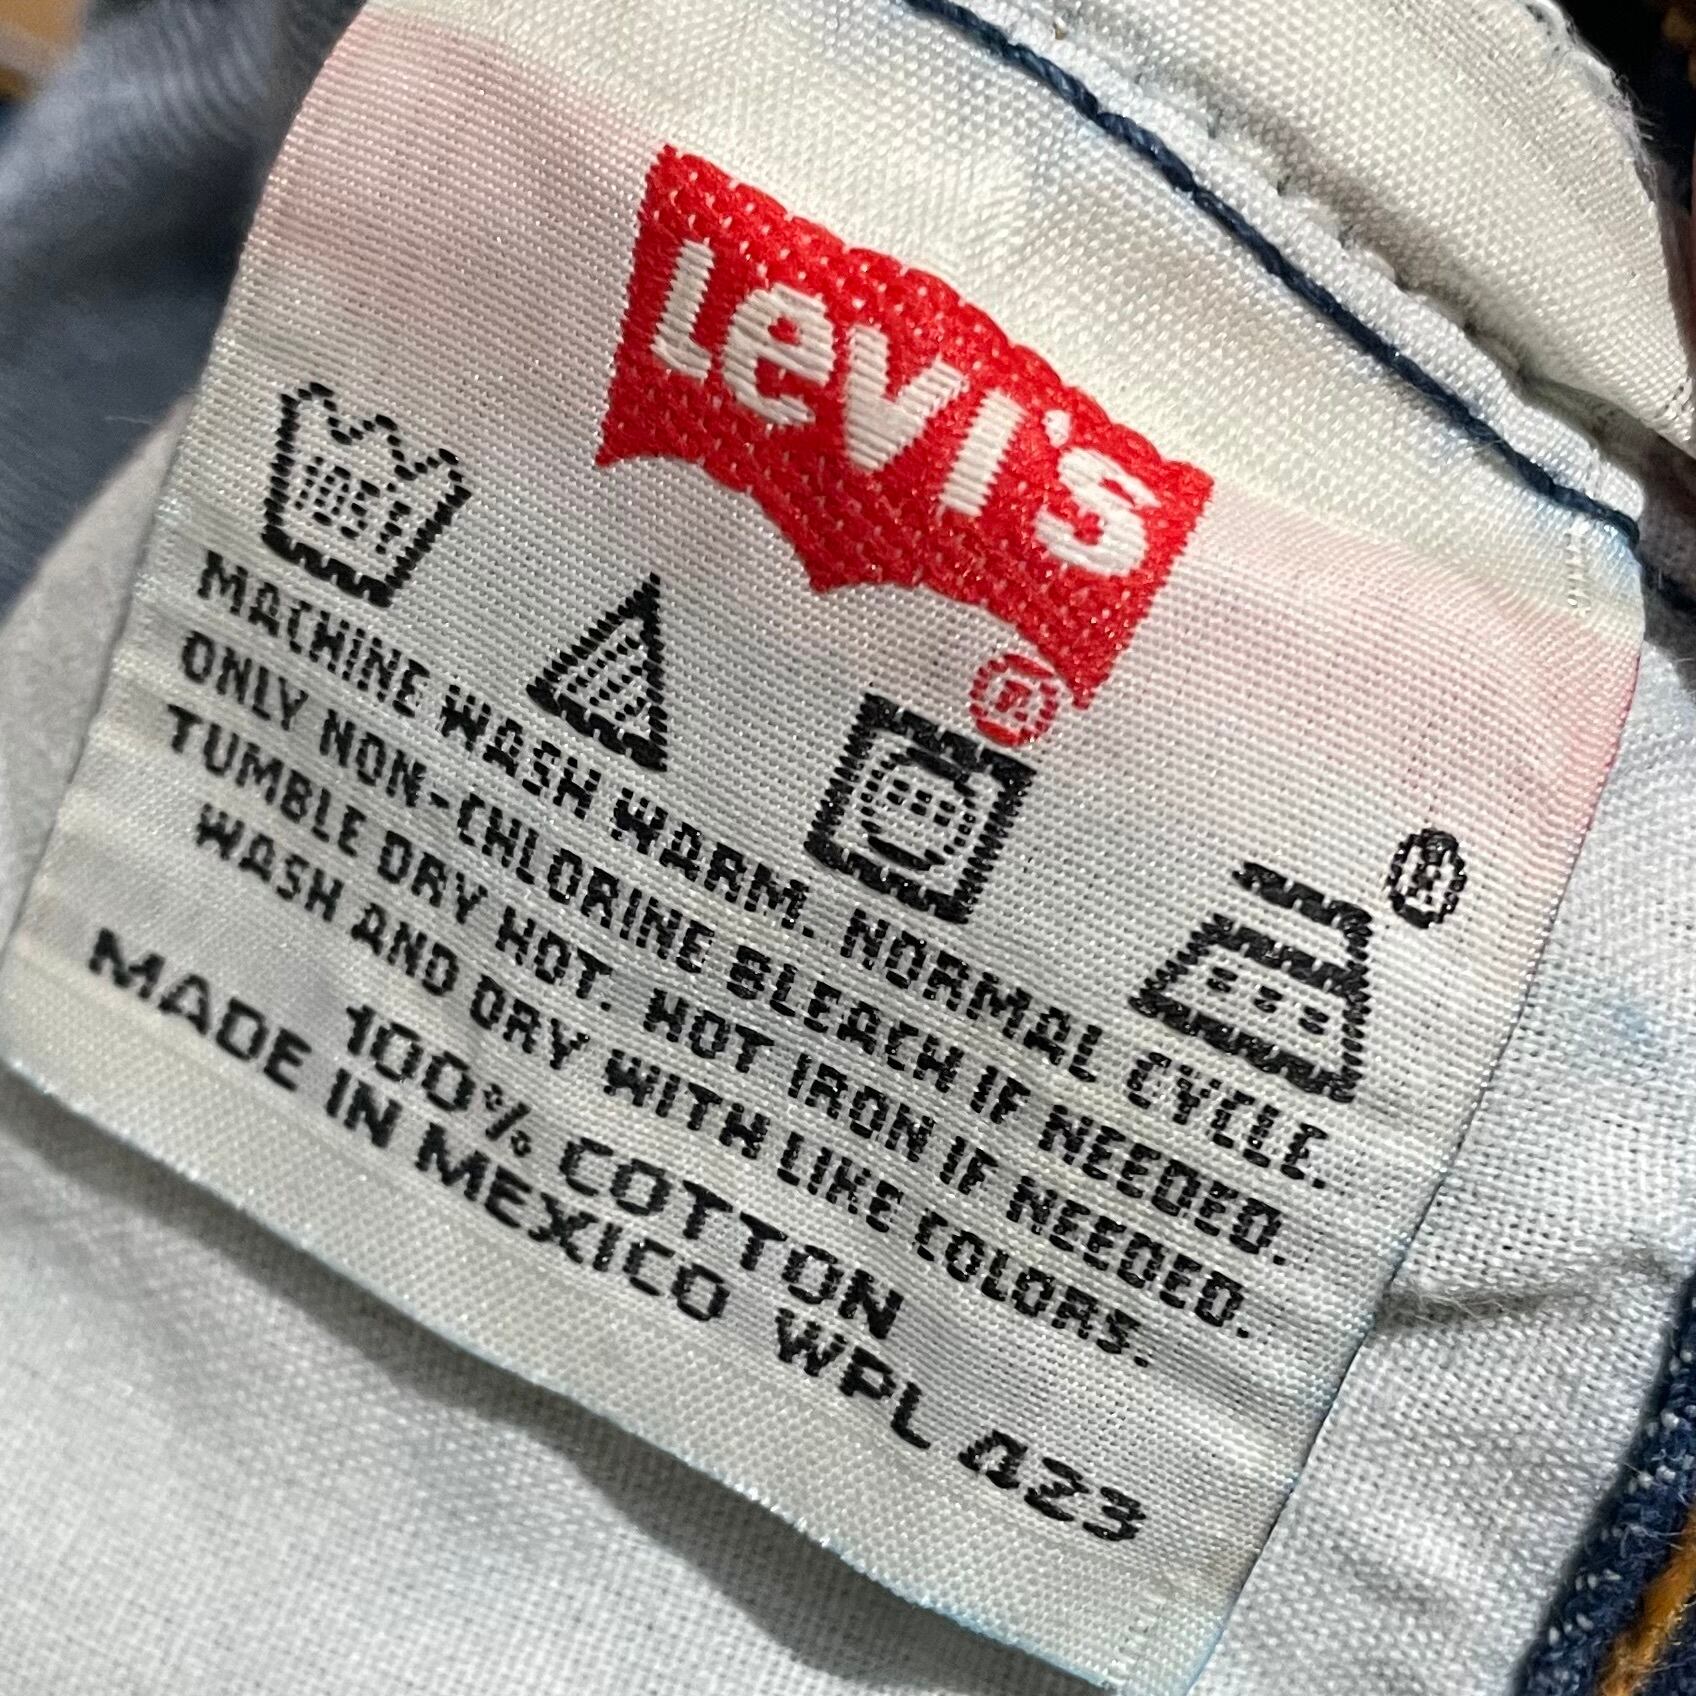 Levi's
®
105F
®
MACHINE WASH WARM. NORMAL CYCLE.
ONLY NON-CHLORINE BLEACH IF NEEDED.
TUMBLE DRY HOT. HOT IRON IF NEEDED.
WASH AND DRY WITH LIKE COLORS.
100% COTTON
MADE IN MEXICO WPL 423